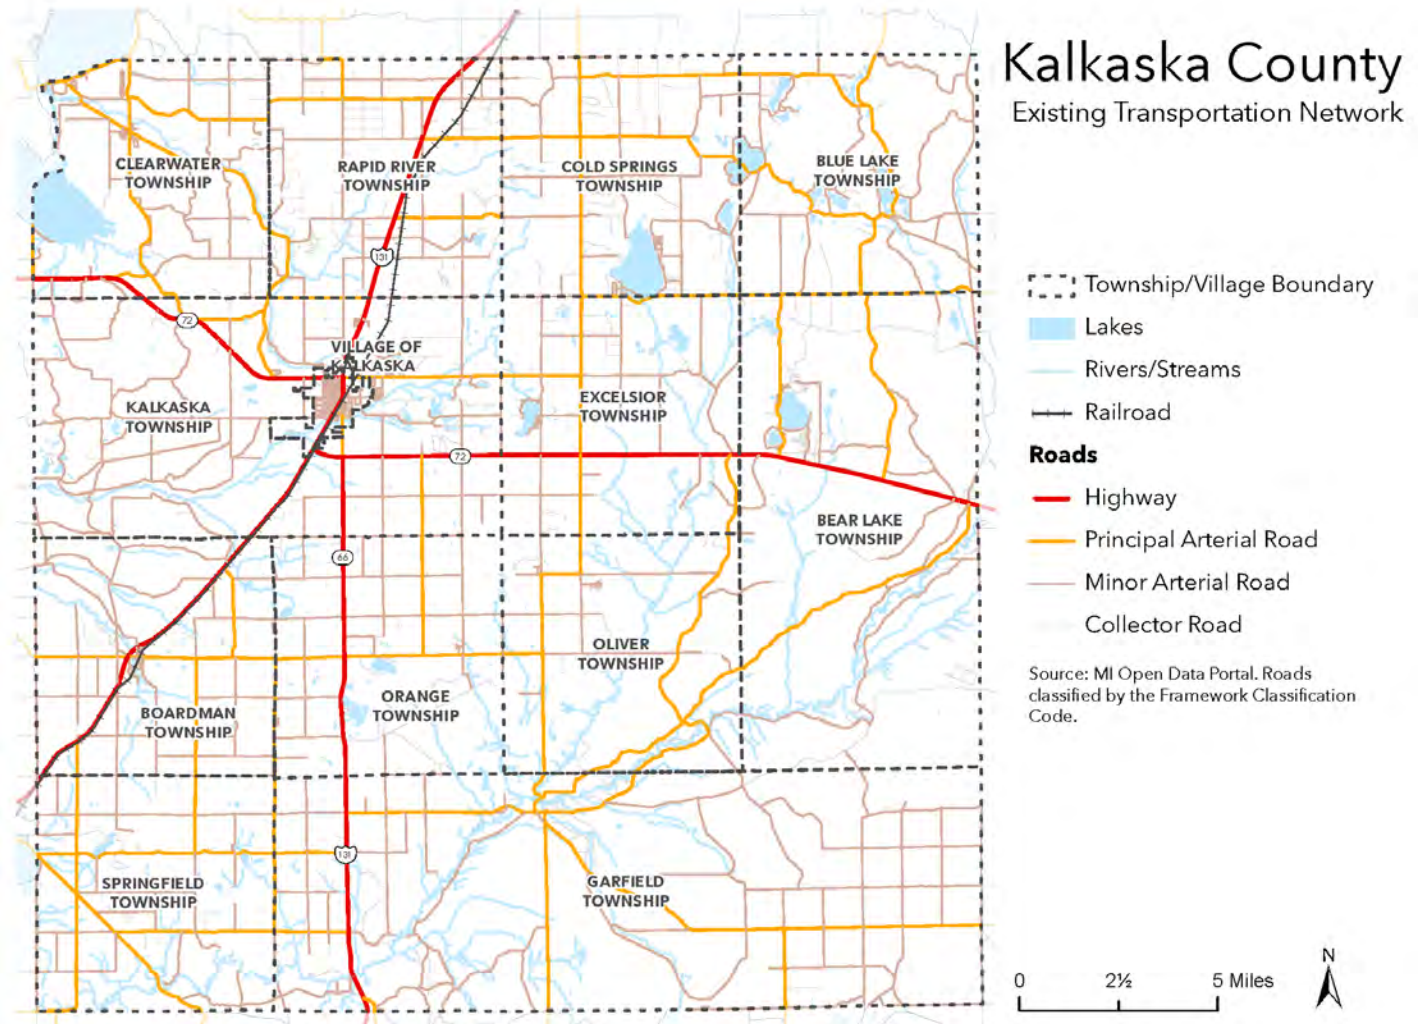 Kalkaska County
Existing Transportation Network
CLEARWATER
TOWNSHIP
RAPID RIVER
TOWNSHIP
COLD SPRINGS
TOWNSHIP
BLUE LAKE
TOWNSHIP
131
72
VILLAGE OF
KALKASKA
KALKASKA
TOWNSHIP
EXCELSIOR
TOWNSHIP
72
BEAR LAKE
TOWNSHIP
66
OLIVER
TOWNSHIP
BOARDMAN
TOWNSHIP
ORANGE
TOWNSHIP
131
SPRINGFIELD
TOWNSHIP
GARFIELD
TOWNSHIP
Township/Village Boundary
Lakes
Rivers/Streams
Railroad
Roads
Highway
Principal Arterial Road
Minor Arterial Road
Collector Road
Source: MI Open Data Portal. Roads
classified by the Framework Classification
Code.
N
0 2½ 5 Miles